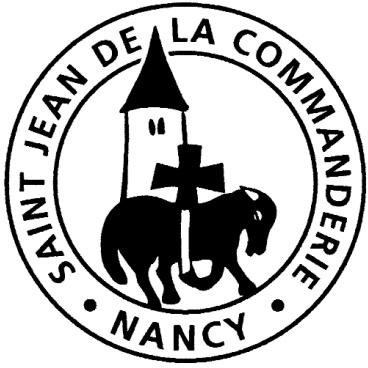 SAINT JEAN DE LA COMMANDERIE
• NANCY •